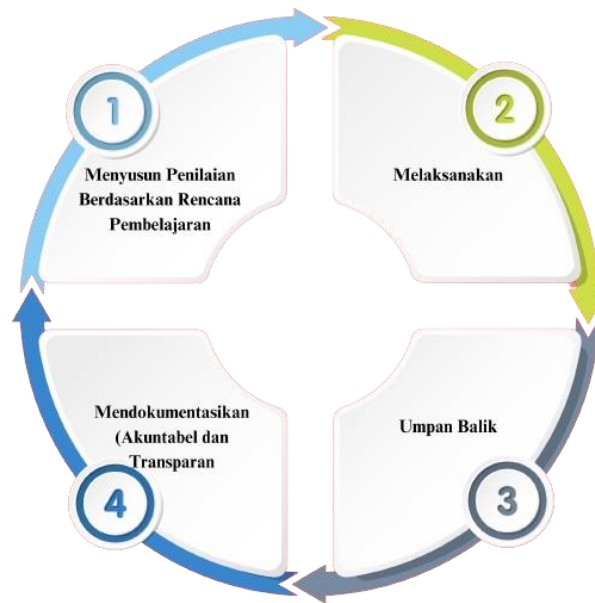 1
Menyusun Penilaian
Berdasarkan Rencana
Pembelajaran
2
Melaksanakan
3
Umpan Balik
4
Mendokumentasikan
(Akuntabel dan
Transparan